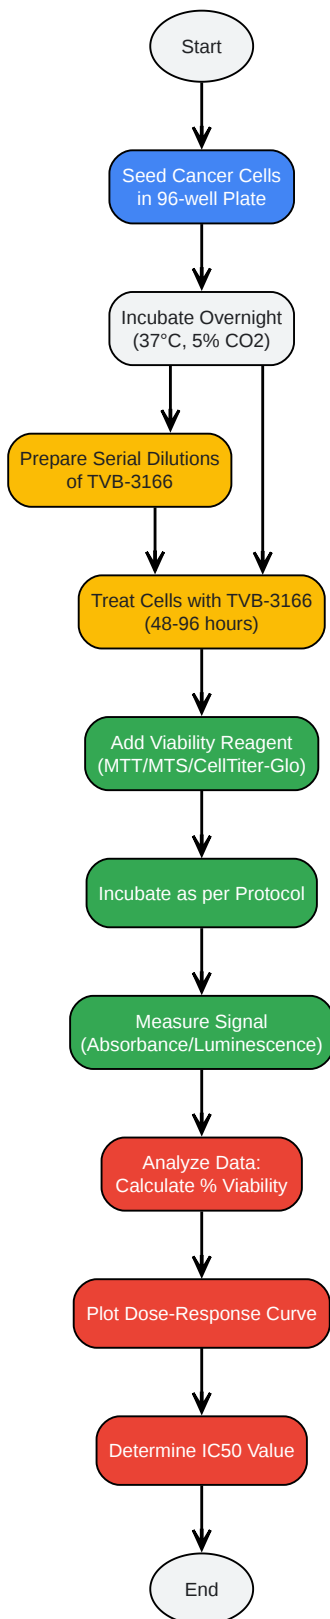 Start
Seed Cancer Cells
in 96-well Plate
Incubate Overnight
(37°C, 5% CO2)
Prepare Serial Dilutions
of TVB-3166
Treat Cells with TVB-3166
(48-96 hours)
Add Viability Reagent
(MTT/MTS/CellTiter-Glo)
Incubate as per Protocol
Measure Signal
(Absorbance/Luminescence)
Analyze Data:
Calculate % Viability
Plot Dose-Response Curve
Determine IC50 Value
End